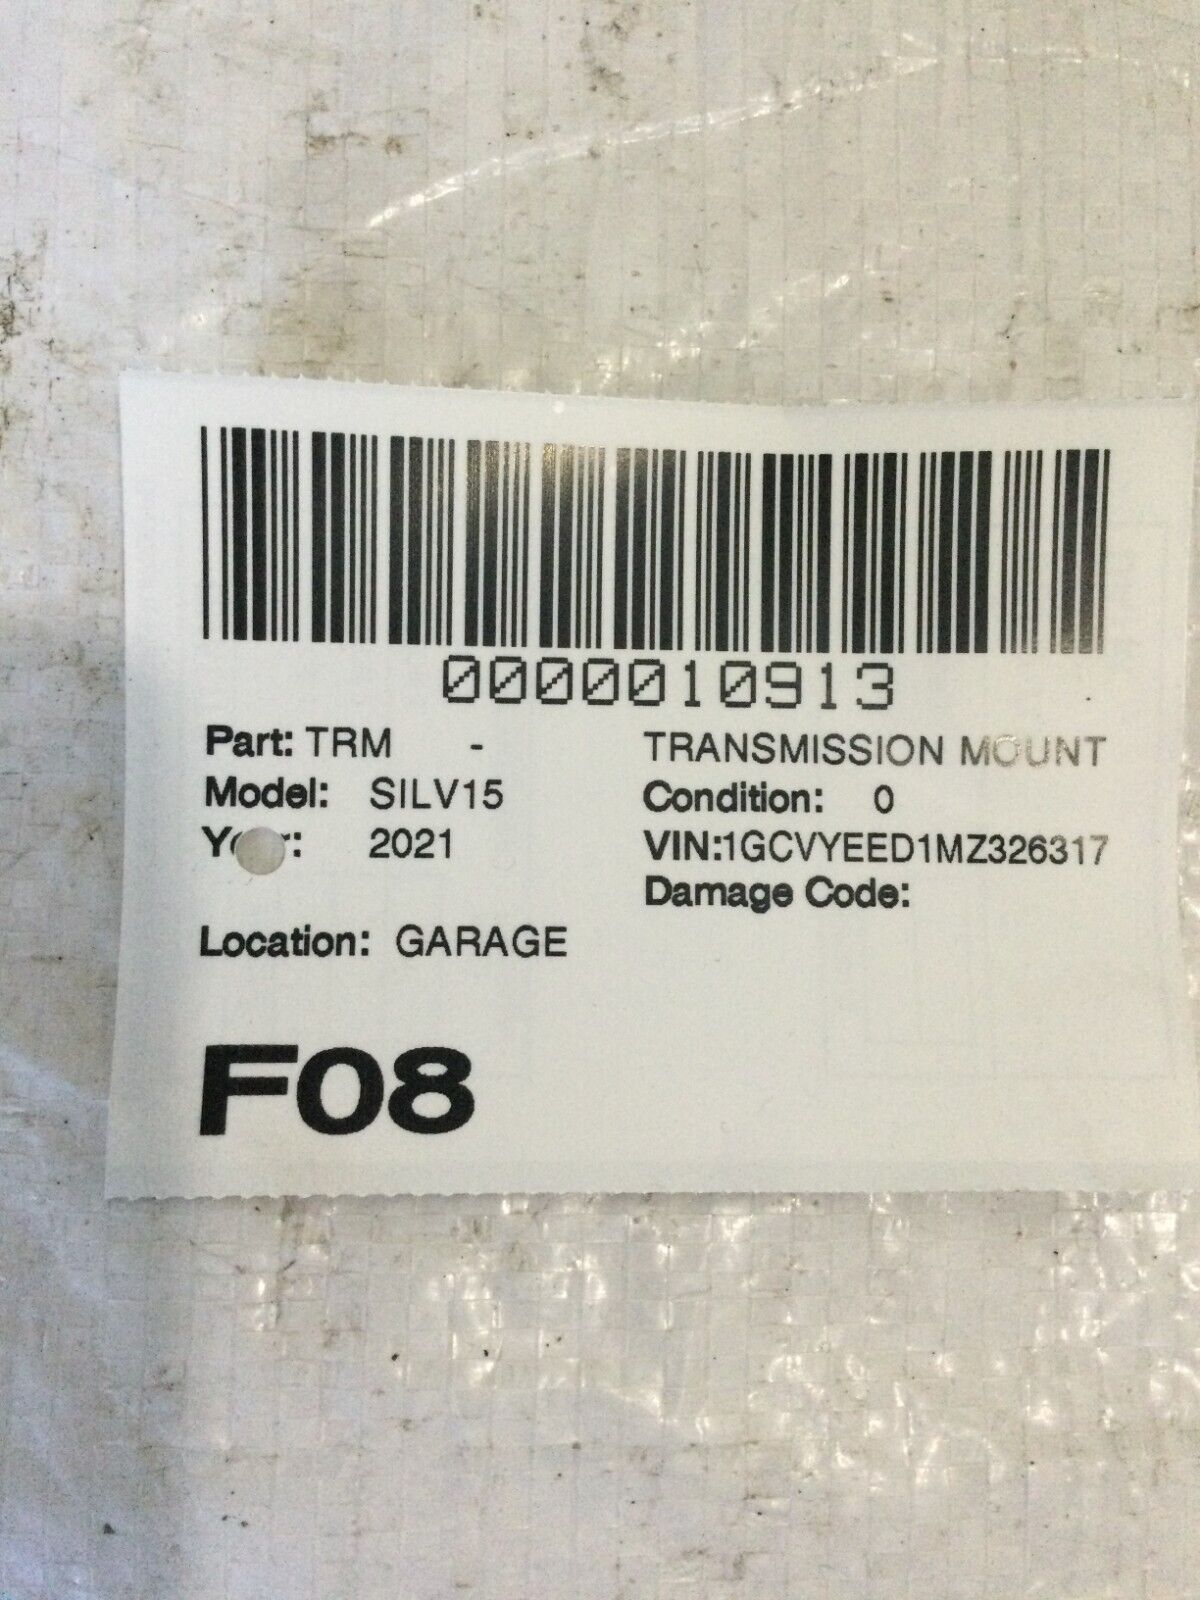 0000010913
Part: TRM - TRANSMISSION MOUNT
Model: SILV15 Condition: 0
2021 VIN:1GCVYEED1MZ326317
Damage Code:
Location: GARAGE
F08